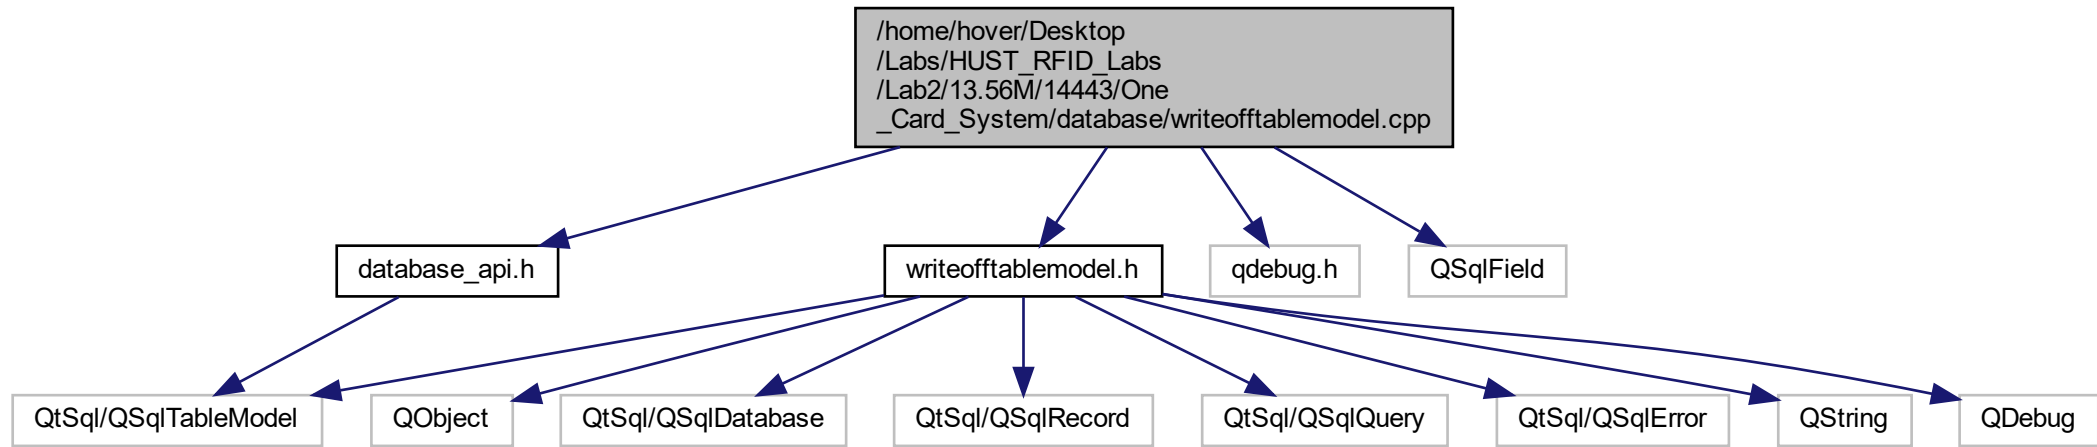 /home/hover/Desktop
/Labs/HUST_RFID_Labs
/Lab2/13.56M/14443/One
_Card_System/database/writeofftablemodel.cpp
database_api.h
writeofftablemodel.h
qdebug.h
QSqlField
QtSql/QSqlTableModel
QObject
QtSql/QSqlDatabase
QtSql/QSqlRecord
QtSql/QSqlQuery
QtSql/QSqlError
QString
QDebug